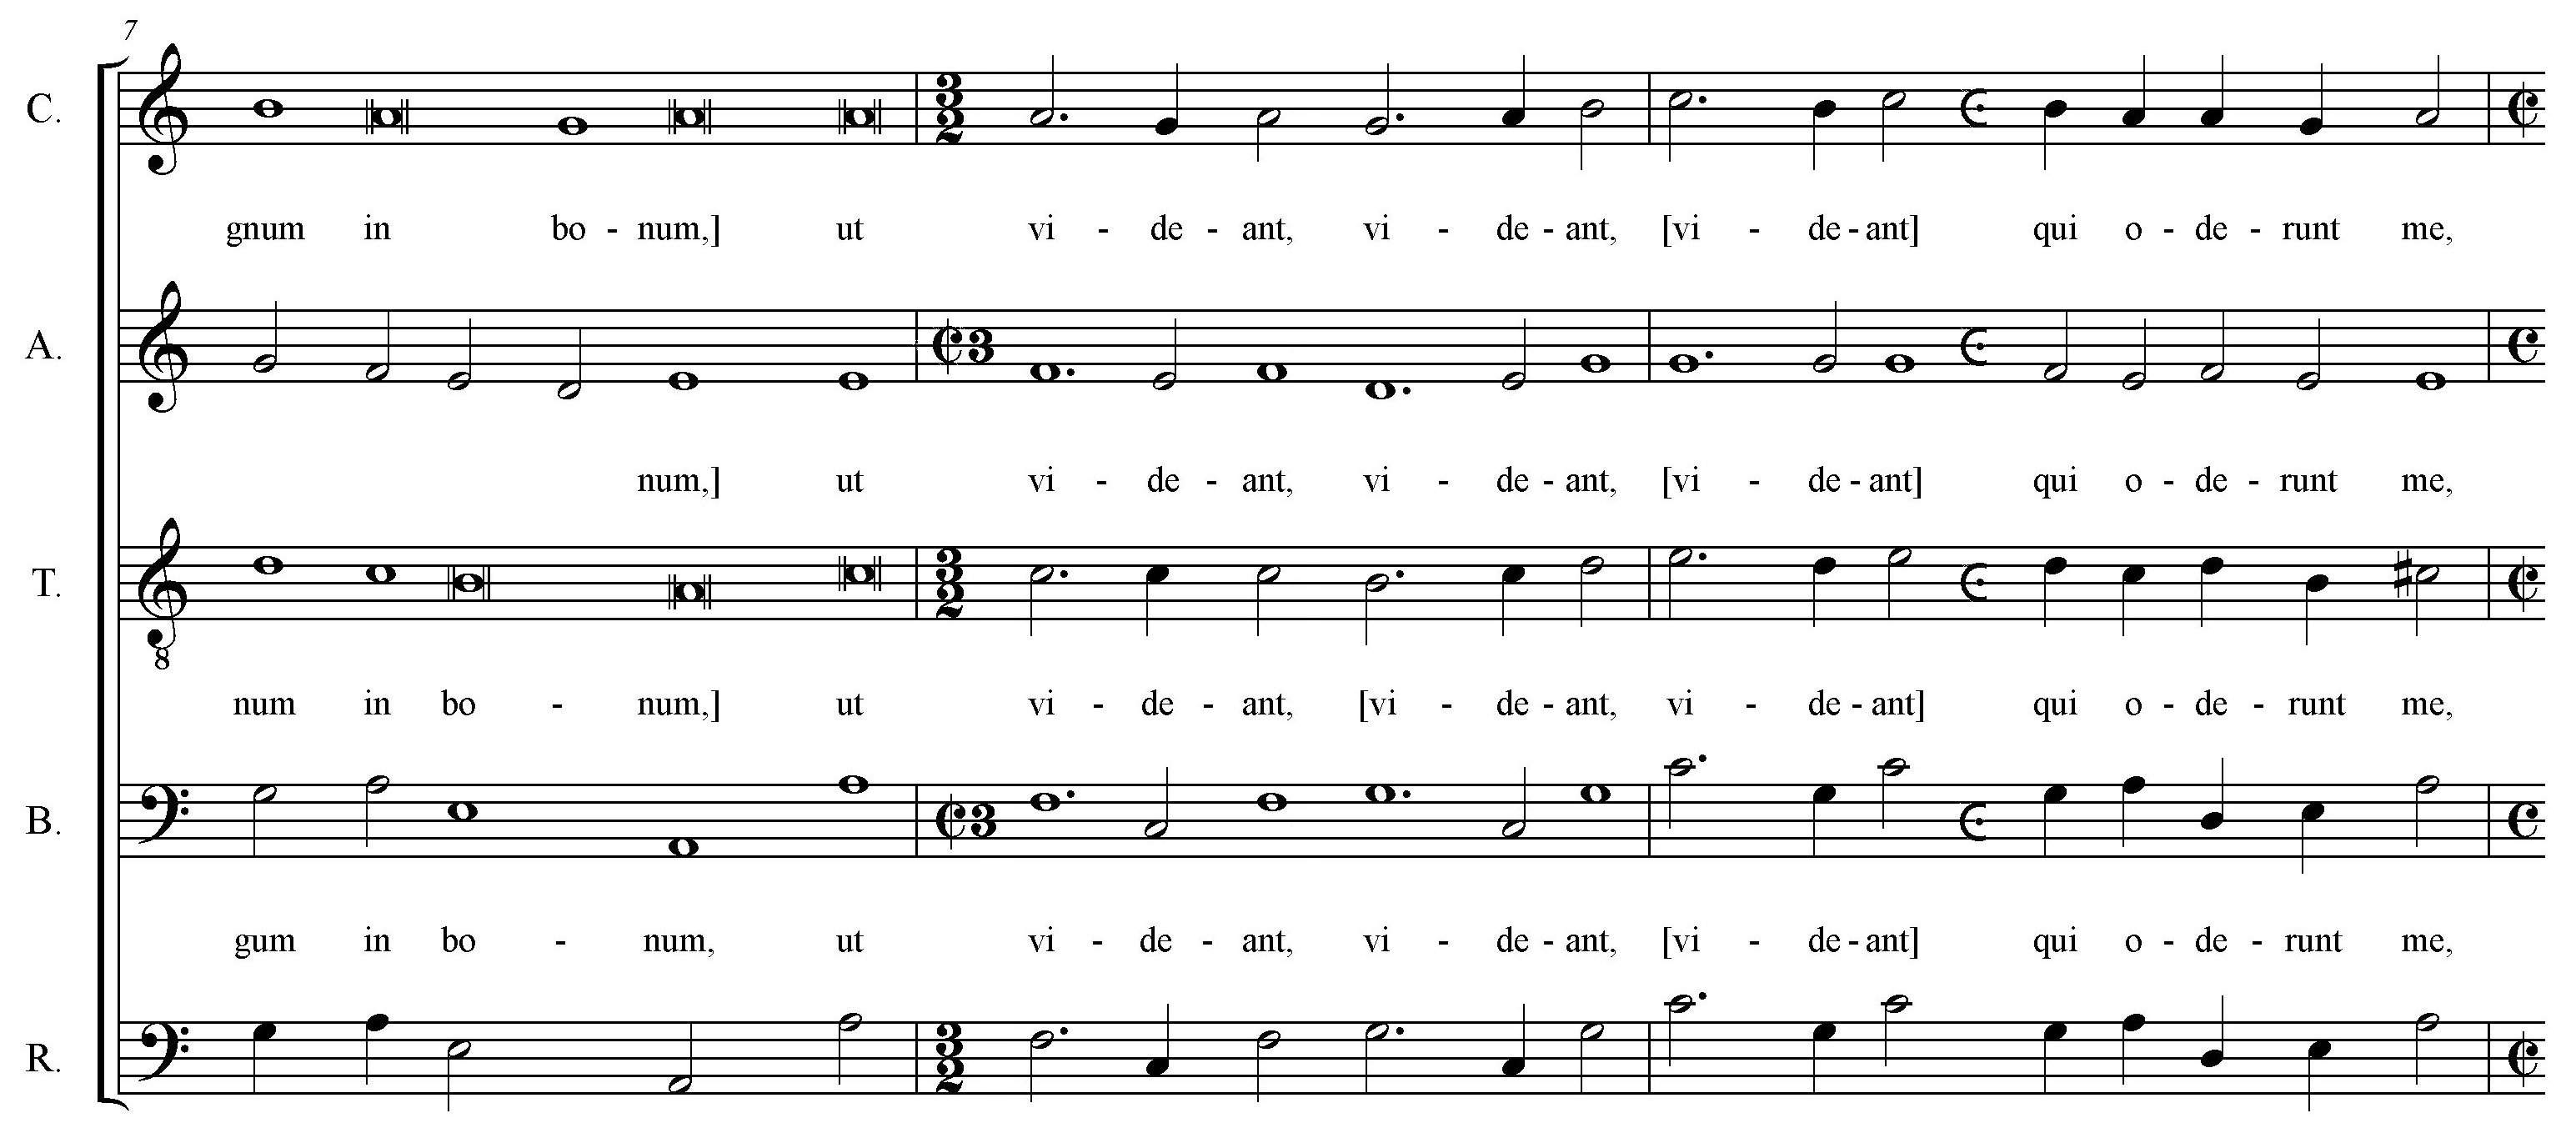 7
C.
gnum in bo - num,] ut vi - de - ant, vi - de - ant, [vi - de - ant] qui o - de - runt me,
A.
3
num,] ut vi - de - ant, vi - de - ant, [vi - de - ant] qui o - de - runt me,
T.
8
num in bo - num,] ut vi - de - ant, [vi - de - ant, vi - de - ant] qui o - de - runt me,
B.
3
gum in bo - num, ut vi - de - ant, vi - de - ant, [vi - de - ant] qui o - de - runt me,
R.